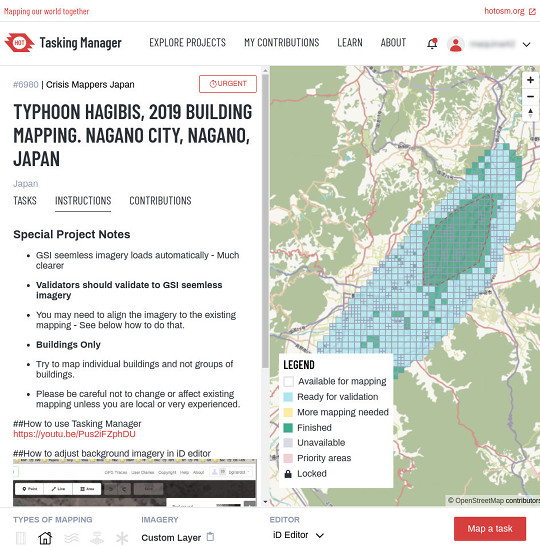 Mapping our world together
hotosm.org
HOT
Tasking Manager
EXPLORE PROJECTS
MY CONTRIBUTIONS
LEARN
ABOUT
#6980 | Crisis Mappers Japan
URGENT
TYPHOON HAGIBIS, 2019 BUILDING
MAPPING. NAGANO CITY, NAGANO,
JAPAN
Japan
TASKS
INSTRUCTIONS
CONTRIBUTIONS
Special Project Notes
GSI seemless imagery loads automatically - Much
clearer
Validators should validate to GSI seemless
imagery
You may need to align the imagery to the existing
mapping - See below how to do that.
Buildings Only
Try to map individual buildings and not groups of
buildings.
Please be careful not to change or affect existing
mapping unless you are local or very experienced.
##How to use Tasking Manager
https://youtu.be/Pus2iFZphOU
##How to adjust background imagery in iD editor
GPS Traces
User Diaries
Copyright
Help
About
Point
Line
Area
LEGEND
Available for mapping
Ready for validation
More mapping needed
Finished
Unavailable
Priority areas
Locked
© OpenStreetMap contributors
TYPES OF MAPPING
IMAGERY
Custom Layer
EDITOR
iD Editor
Map a task